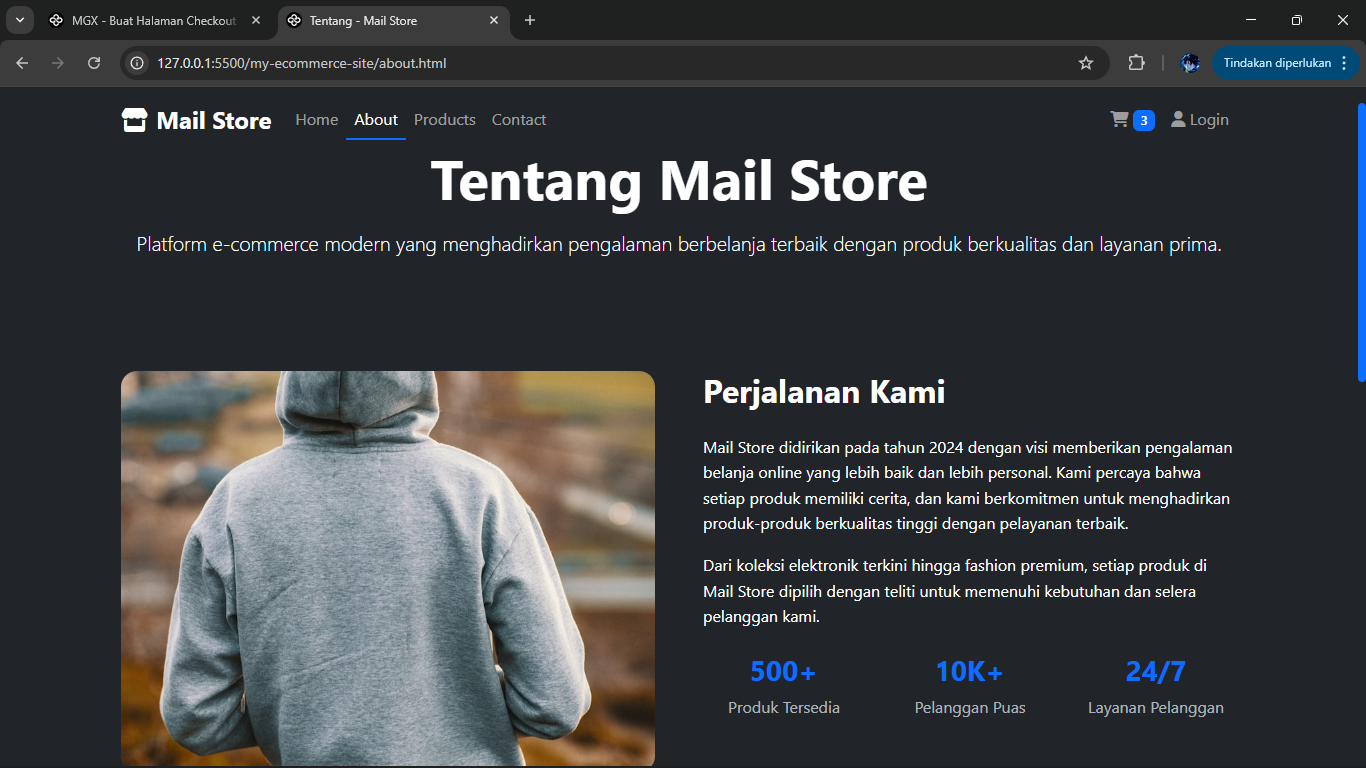 MGX - Buat Halaman Checkout
Tentang - Mail Store
127.0.0.1:5500/my-ecommerce-site/about.html
Tindakan diperlukan
Mail Store
Home
About
Products
Contact
3
Login
Tentang Mail Store
Platform e-commerce modern yang menghadirkan pengalaman berbelanja terbaik dengan produk berkualitas dan layanan prima.
Perjalanan Kami
Mail Store didirikan pada tahun 2024 dengan visi memberikan pengalaman
belanja online yang lebih baik dan lebih personal. Kami percaya bahwa
setiap produk memiliki cerita, dan kami berkomitmen untuk menghadirkan
produk-produk berkualitas tinggi dengan pelayanan terbaik.
Dari koleksi elektronik terkini hingga fashion premium, setiap produk di
Mail Store dipilih dengan teliti untuk memenuhi kebutuhan dan selera
pelanggan kami.
500+
Produk Tersedia
10K+
Pelanggan Puas
24/7
Layanan Pelanggan